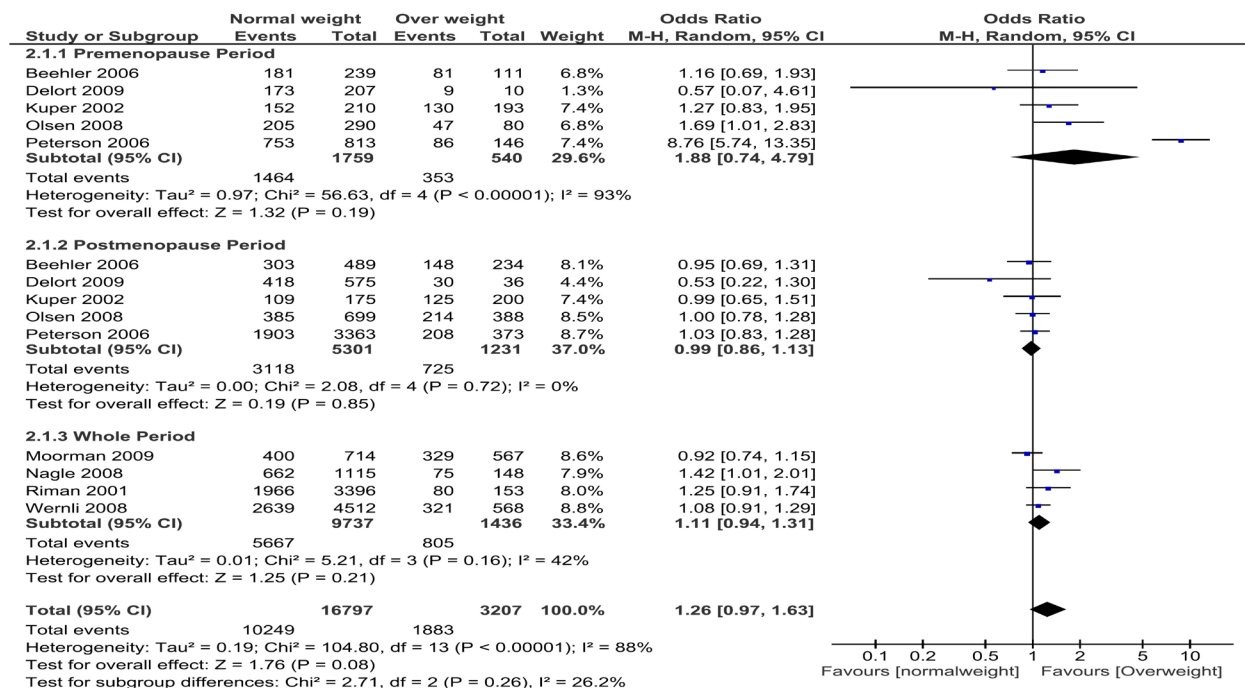 Normal weight Over weight Odds Ratio Odds Ratio
Study or Subgroup Events Total Events Total Weight M-H, Random, 95% CI M-H, Random, 95% CI
2.1.1 Premenopause Period
Beehler 2006 181 239 81 111 6.8% 1.16 [0.69, 1.93]
Delort 2009 173 207 9 10 1.3% 0.57 [0.07, 4.61]
Kuper 2002 152 210 130 193 7.4% 1.27 [0.83, 1.95]
Olsen 2008 205 290 47 80 6.8% 1.69 [1.01, 2.83]
Peterson 2006 753 813 86 146 7.4% 8.76 [5.74, 13.35]
Subtotal (95% CI) 1759 540 29.6% 1.88 [0.74, 4.79]
Total events 1464 353
Heterogeneity: Tau² = 0.97; Chi² = 56.63, df = 4 (P < 0.00001); I² = 93%
Test for overall effect: Z = 1.32 (P = 0.19)
2.1.2 Postmenopause Period
Beehler 2006 303 489 148 234 8.1% 0.95 [0.69, 1.31]
Delort 2009 418 575 30 36 4.4% 0.53 [0.22, 1.30]
Kuper 2002 109 175 125 200 7.4% 0.99 [0.65, 1.51]
Olsen 2008 385 699 214 388 8.5% 1.00 [0.78, 1.28]
Peterson 2006 1903 3363 208 373 8.7% 1.03 [0.83, 1.28]
Subtotal (95% CI) 5301 1231 37.0% 0.99 [0.86, 1.13]
Total events 3118 725
Heterogeneity: Tau² = 0.00; Chi² = 2.08, df = 4 (P = 0.72); I² = 0%
Test for overall effect: Z = 0.19 (P = 0.85)
2.1.3 Whole Period
Moorman 2009 400 714 329 567 8.6% 0.92 [0.74, 1.15]
Nagle 2008 662 1115 75 148 7.9% 1.42 [1.01, 2.01]
Riman 2001 1966 3396 80 153 8.0% 1.25 [0.91, 1.74]
Wernli 2008 2639 4512 321 568 8.8% 1.08 [0.91, 1.29]
Subtotal (95% CI) 9737 1436 33.4% 1.11 [0.94, 1.31]
Total events 5667 805
Heterogeneity: Tau² = 0.01; Chi² = 5.21, df = 3 (P = 0.16); I² = 42%
Test for overall effect: Z = 1.25 (P = 0.21)
Total (95% CI) 16797 3207 100.0% 1.26 [0.97, 1.63]
Total events 10249 1883
Heterogeneity: Tau² = 0.19; Chi² = 104.80, df = 13 (P < 0.00001); I² = 88%
Test for overall effect: Z = 1.76 (P = 0.08)
Test for subgroup differences: Chi² = 2.71, df = 2 (P = 0.26), I² = 26.2%
0.1 0.2 0.5 1 2 5 10
Favours [normalweight] Favours [Overweight]